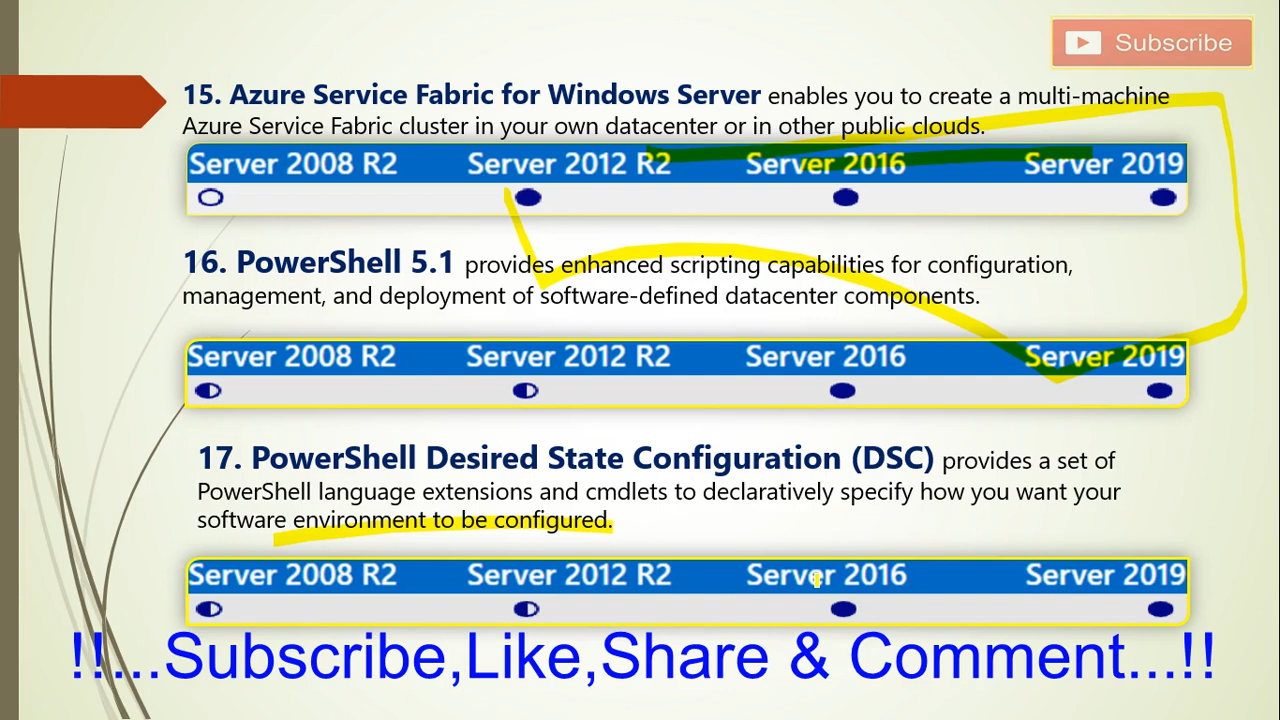 Subscribe
15. Azure Service Fabric for Windows Server enables you to create a multi-machine
Azure Service Fabric cluster in your own datacenter or in other public clouds.
Server 2008 R2 Server 2012 R2 Server 2016 Server 2019
16. PowerShell 5.1 provides enhanced scripting capabilities for configuration,
management, and deployment of software-defined datacenter components.
Server 2008 R2 Server 2012 R2 Server 2016 Server 2019
17. PowerShell Desired State Configuration (DSC) provides a set of
PowerShell language extensions and cmdlets to declaratively specify how you want your
software environment to be configured.
Server 2008 R2 Server 2012 R2 Server 2016 Server 2019
!!...Subscribe,Like,Share & Comment...!!